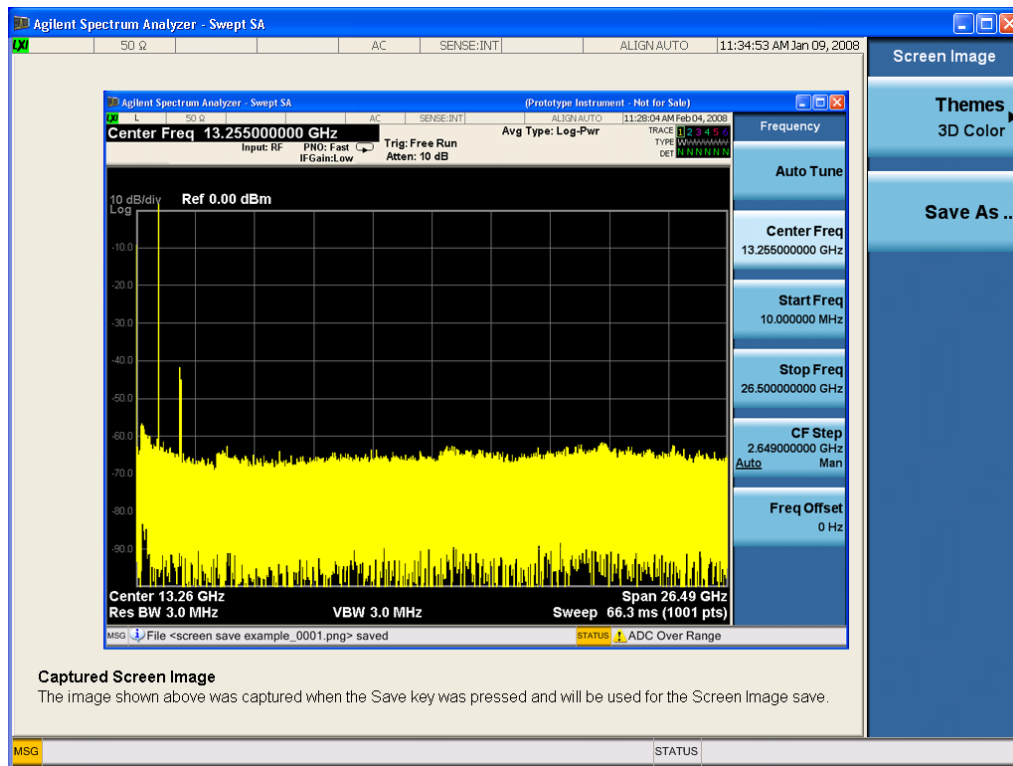 Agilent Spectrum Analyzer - Swept SA
LXI 50 Ω AC SENSE:INT ALIGN AUTO 11:34:53 AM Jan 09, 2008
Screen Image
Themes
3D Color
Save As ..
Agilent Spectrum Analyzer - Swept SA (Prototype Instrument - Not for Sale)
LXI L 50 Ω AC SENSE:INT ALIGNAUTO 11:28:04 AM Feb 04, 2008
Center Freq 13.255000000 GHz
Input: RF PNO: Fast
IFGain:Low
Trig: Free Run
Atten: 10 dB
Avg Type: Log-Pwr
TRACE 1 2 3 4 5 6
TYPE WWWWWW
DET N N N N N N
Frequency
Auto Tune
Center Freq
13.255000000 GHz
Start Freq
10.000000 MHz
Stop Freq
26.500000000 GHz
CF Step
2.649000000 GHz
Auto Man
Freq Offset
0 Hz
10 dB/div Ref 0.00 dBm
Log
-10.0
-20.0
-30.0
-40.0
-50.0
-60.0
-70.0
-80.0
-90.0
Center 13.26 GHz Span 26.49 GHz
Res BW 3.0 MHz VBW 3.0 MHz Sweep 66.3 ms (1001 pts)
MSG File <screen save example_0001.png> saved STATUS ADC Over Range
Captured Screen Image
The image shown above was captured when the Save key was pressed and will be used for the Screen Image save.
MSG STATUS